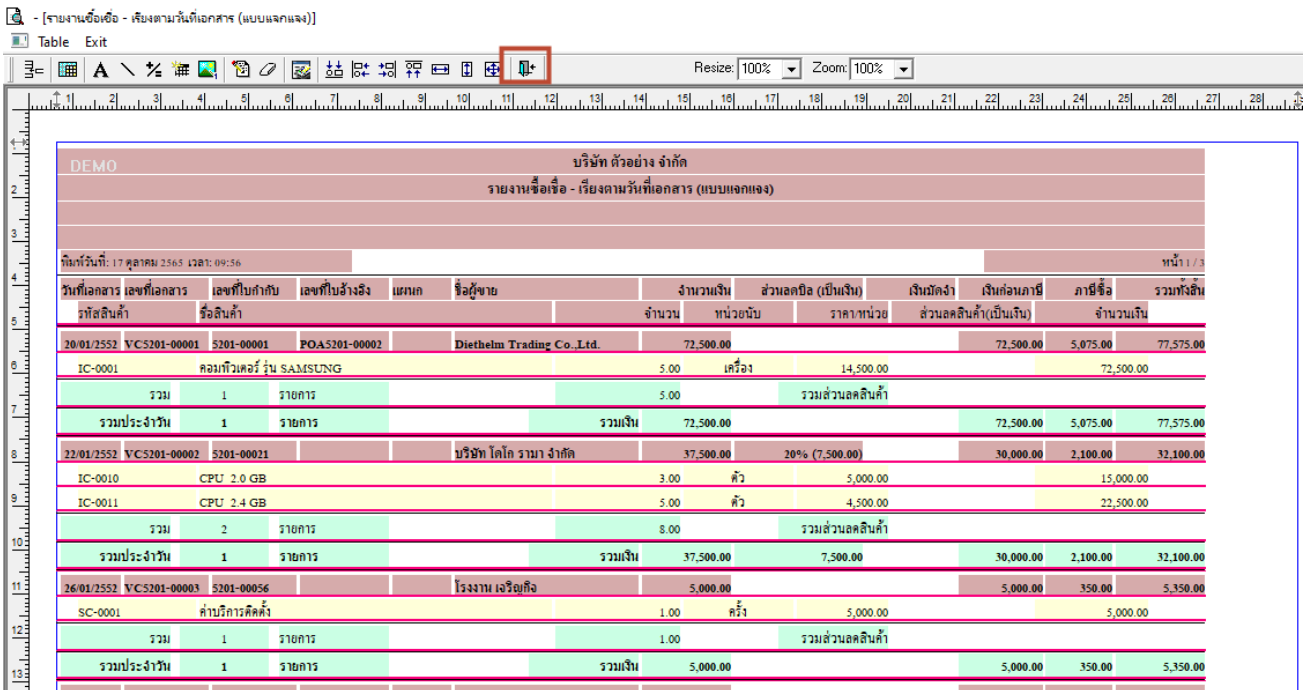 - [รายงานซื้อเชื่อ - เรียงตามวันที่เอกสาร (แบบแจกแจง)]
Table Exit
Resize: 100% Zoom: 100%
1 2 3 4 5 6 7 8 9 10 11 12 13 14 15 16 17 18 19 20 21 22 23 24 25 26 27 28
DEMO บริษัท ตัวอย่าง จำกัด
รายงานซื้อเชื่อ - เรียงตามวันที่เอกสาร (แบบแจกแจง)
พิมพ์วันที่: 17 ตุลาคม 2565 เวลา: 09:56 หน้า 1 / 3
วันที่เอกสาร เลขที่เอกสาร เลขที่ใบกำกับ เลขที่ใบอ้างอิง แผนก ชื่อผู้ขาย จำนวนเงิน ส่วนลดบิล (เป็นเงิน) เงินมัดจำ เงินก่อนภาษี ภาษีซื้อ รวมทั้งสิ้น
รหัสสินค้า ชื่อสินค้า จำนวน หน่วยนับ ราคา/หน่วย ส่วนลดสินค้า(เป็นเงิน) จำนวนเงิน
20/01/2552 VC5201-00001 5201-00001 POA5201-00002 Diethelm Trading Co.,Ltd. 72,500.00 72,500.00 5,075.00 77,575.00
IC-0001 คอมพิวเตอร์ รุ่น SAMSUNG 5.00 เครื่อง 14,500.00 72,500.00
รวม 1 รายการ 5.00 รวมส่วนลดสินค้า
รวมประจำวัน 1 รายการ รวมเงิน 72,500.00 72,500.00 5,075.00 77,575.00
22/01/2552 VC5201-00002 5201-00021 บริษัท โตโก รามา จำกัด 37,500.00 20% (7,500.00) 30,000.00 2,100.00 32,100.00
IC-0010 CPU 2.0 GB 3.00 ตัว 5,000.00 15,000.00
IC-0011 CPU 2.4 GB 5.00 ตัว 4,500.00 22,500.00
รวม 2 รายการ 8.00 รวมส่วนลดสินค้า
รวมประจำวัน 1 รายการ รวมเงิน 37,500.00 7,500.00 30,000.00 2,100.00 32,100.00
26/01/2552 VC5201-00003 5201-00056 โรงงาน เจริญกิจ 5,000.00 5,000.00 350.00 5,350.00
SC-0001 ค่าบริการติดตั้ง 1.00 ครั้ง 5,000.00 5,000.00
รวม 1 รายการ 1.00 รวมส่วนลดสินค้า
รวมประจำวัน 1 รายการ รวมเงิน 5,000.00 5,000.00 350.00 5,350.00